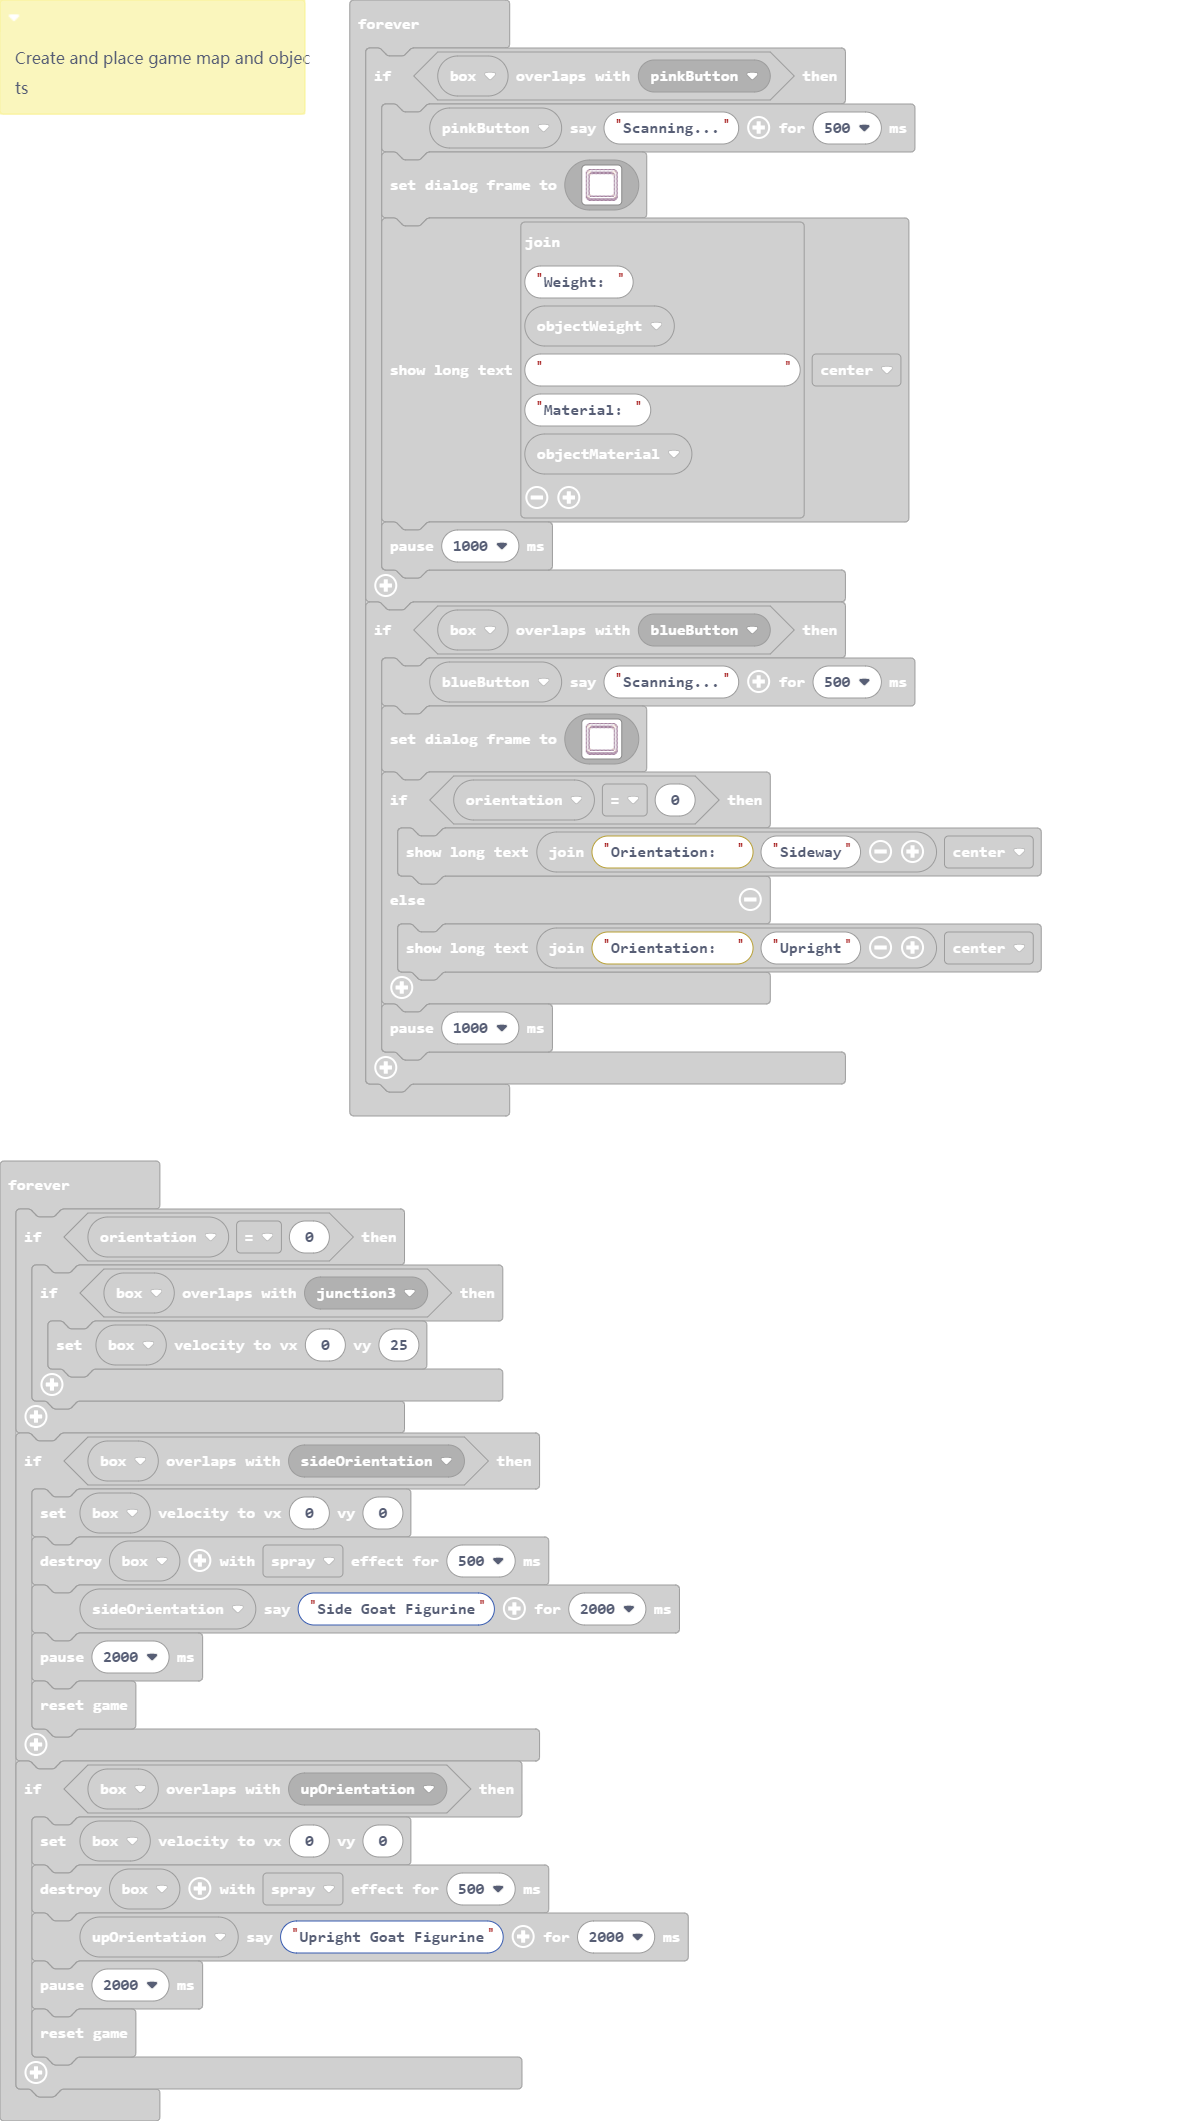 Create and place game map and objec
ts
forever
if box overlaps with pinkButton then
pinkButton say "Scanning..." for 500 ms
set dialog frame to
join
"Weight: "
objectWeight
show long text " " center
"Material: "
objectMaterial
pause 1000 ms
if box overlaps with blueButton then
blueButton say "Scanning..." for 500 ms
set dialog frame to
if orientation = 0 then
show long text join "Orientation: " "Sideway" center
else
show long text join "Orientation: " "Upright" center
pause 1000 ms
forever
if orientation = 0 then
if box overlaps with junction3 then
set box velocity to vx 0 vy 25
if box overlaps with sideOrientation then
set box velocity to vx 0 vy 0
destroy box with spray effect for 500 ms
sideOrientation say "Side Goat Figurine" for 2000 ms
pause 2000 ms
reset game
if box overlaps with upOrientation then
set box velocity to vx 0 vy 0
destroy box with spray effect for 500 ms
upOrientation say "Upright Goat Figurine" for 2000 ms
pause 2000 ms
reset game